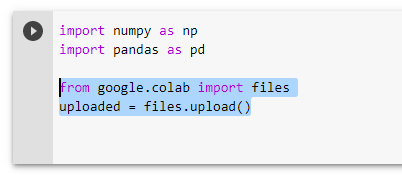 import numpy as np
import pandas as pd
from google.colab import files
uploaded = files.upload()